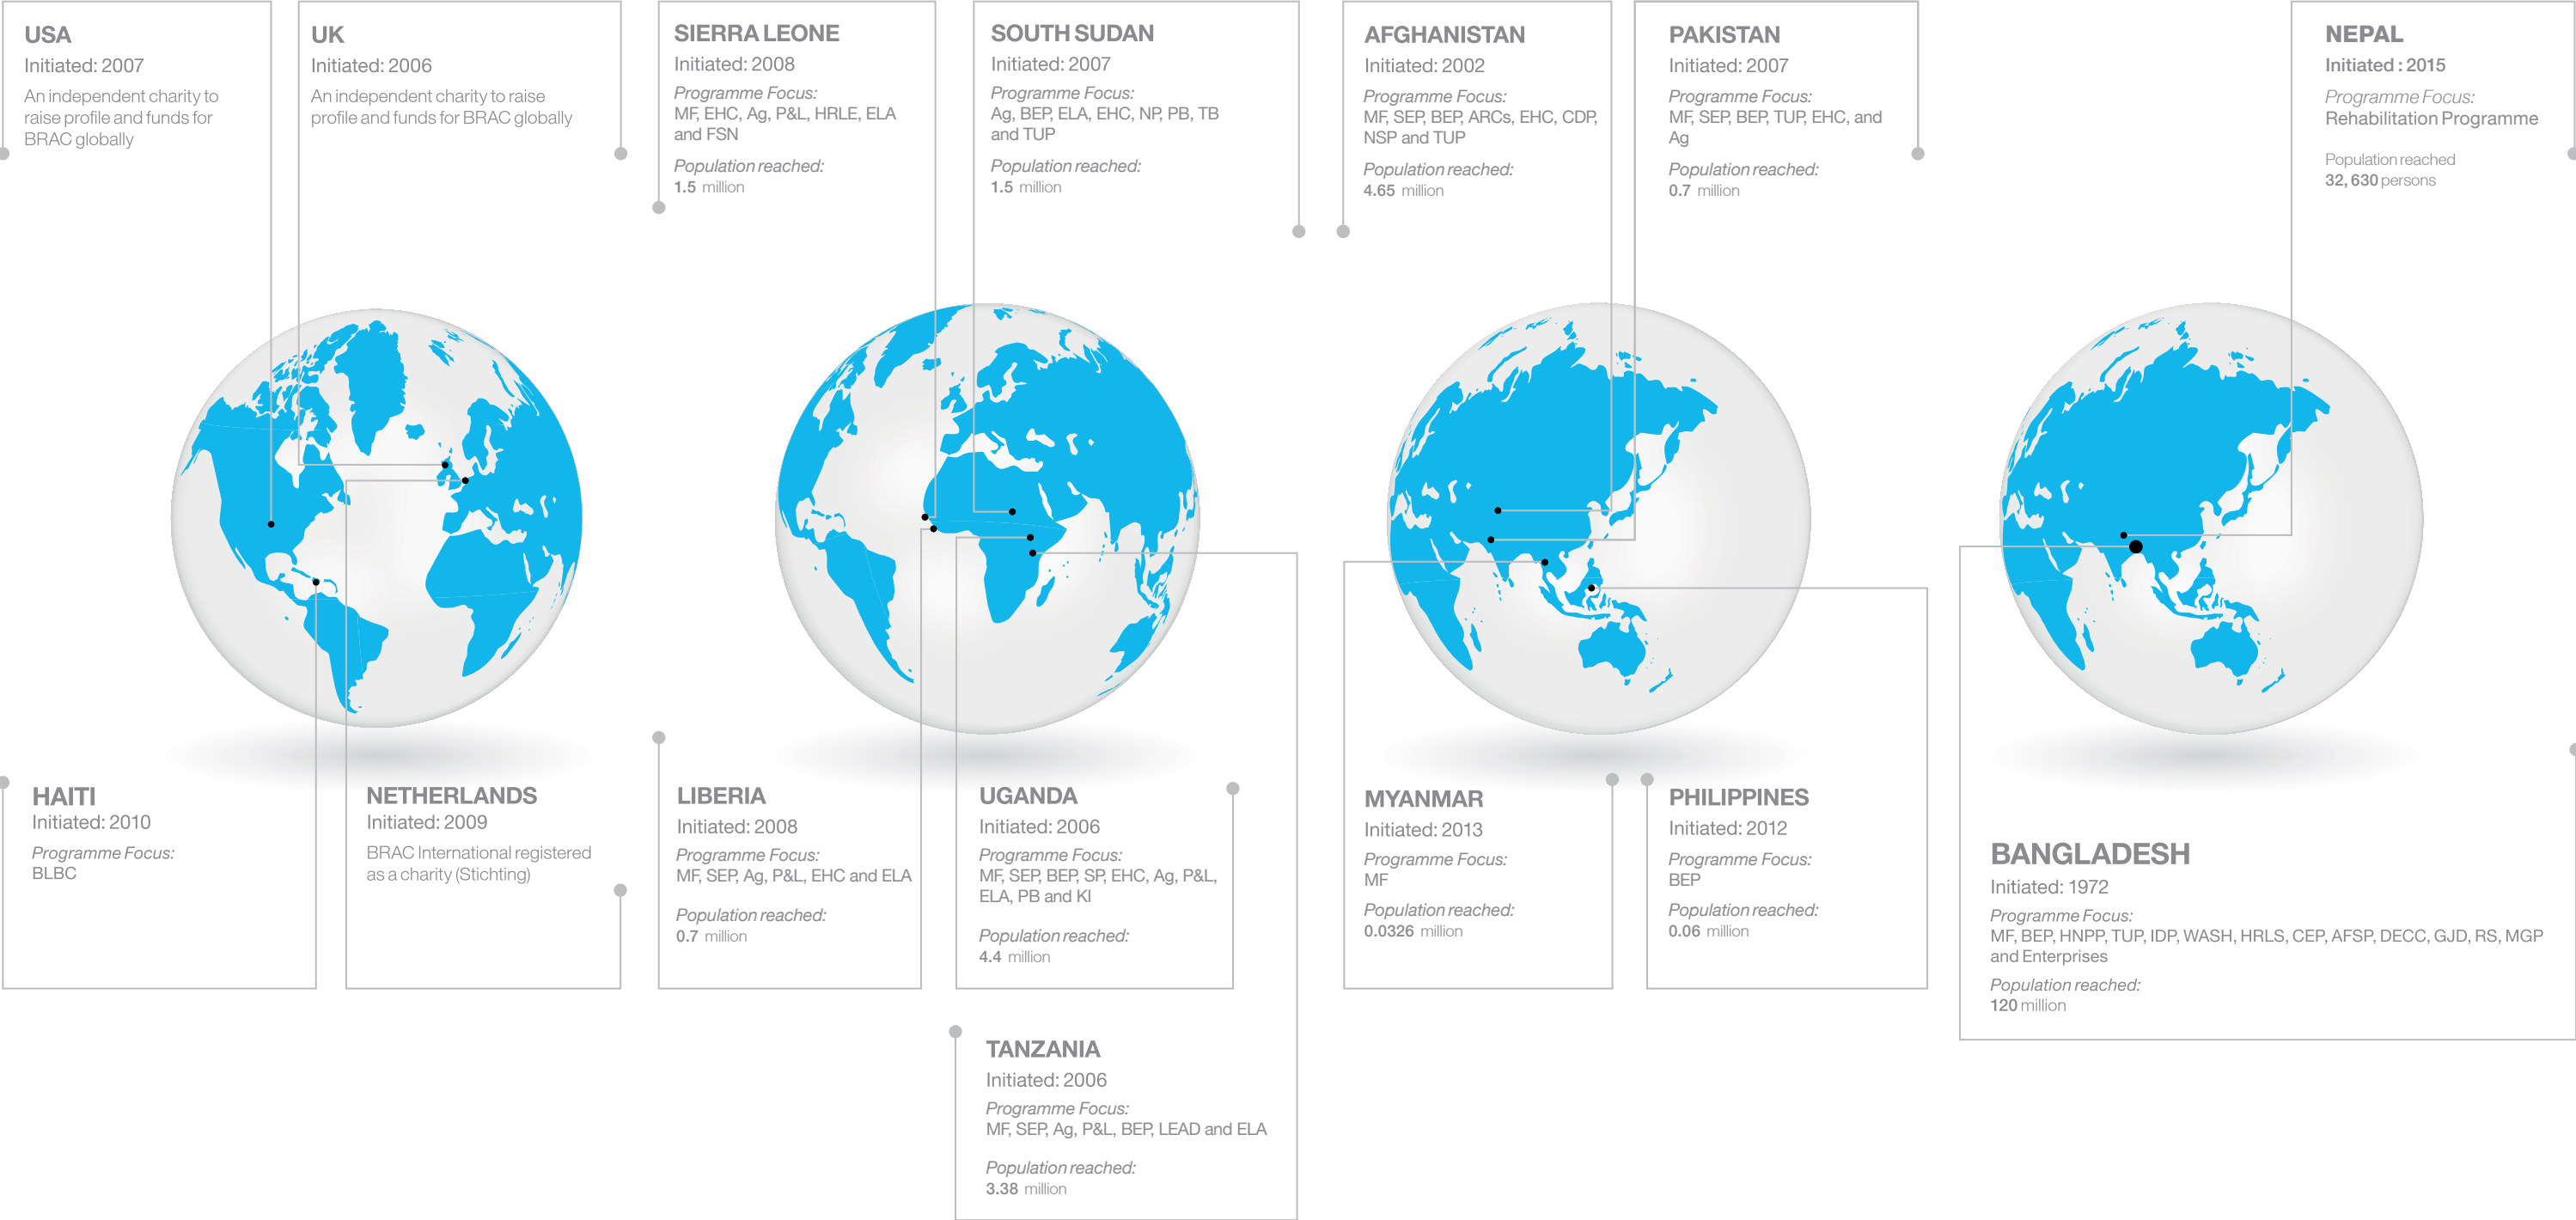 USA
Initiated: 2007
An independent charity to
raise profile and funds for
BRAC globally
UK
Initiated: 2006
An independent charity to raise
profile and funds for BRAC globally
SIERRA LEONE
Initiated: 2008
Programme Focus:
MF, EHC, Ag, P&L, HRLE, ELA
and FSN
Population reached:
1.5 million
SOUTH SUDAN
Initiated: 2007
Programme Focus:
Ag, BEP, ELA, EHC, NP, PB, TB
and TUP
Population reached:
1.5 million
AFGHANISTAN
Initiated: 2002
Programme Focus:
MF, SEP, BEP, ARCs, EHC, CDP,
NSP and TUP
Population reached:
4.65 million
PAKISTAN
Initiated: 2007
Programme Focus:
MF, SEP, BEP, TUP, EHC, and
Ag
Population reached:
0.7 million
NEPAL
Initiated : 2015
Programme Focus:
Rehabilitation Programme
Population reached
32, 630 persons
HAITI
Initiated: 2010
Programme Focus:
BLBC
NETHERLANDS
Initiated: 2009
BRAC International registered
as a charity (Stichting)
LIBERIA
Initiated: 2008
Programme Focus:
MF, SEP, Ag, P&L, EHC and ELA
Population reached:
0.7 million
UGANDA
Initiated: 2006
Programme Focus:
MF, SEP, BEP, SP, EHC, Ag, P&L,
ELA, PB and KI
Population reached:
4.4 million
TANZANIA
Initiated: 2006
Programme Focus:
MF, SEP, Ag, P&L, BEP, LEAD and ELA
Population reached:
3.38 million
MYANMAR
Initiated: 2013
Programme Focus:
MF
Population reached:
0.0326 million
PHILIPPINES
Initiated: 2012
Programme Focus:
BEP
Population reached:
0.06 million
BANGLADESH
Initiated: 1972
Programme Focus:
MF, BEP, HNPP, TUP, IDP, WASH, HRLS, CEP, AFSP, DECC, GJD, RS, MGP
and Enterprises
Population reached:
120 million